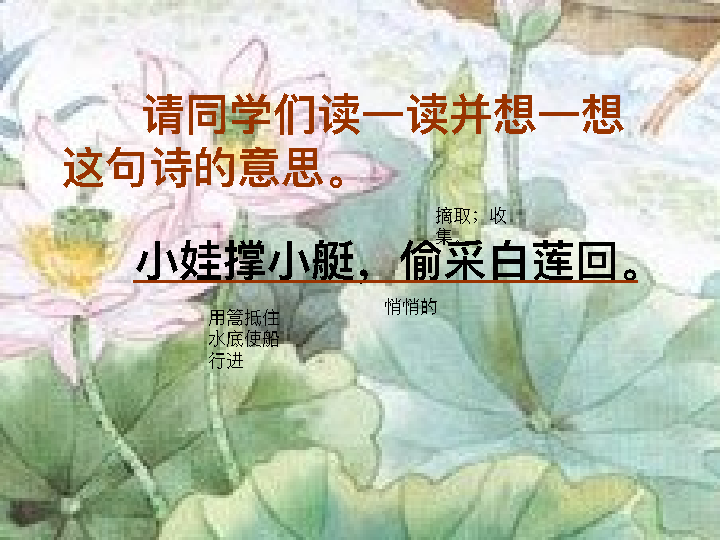 请同学们读一读并想一想
这句诗的意思。
摘取；收
集。
小娃撑小艇，偷采白莲回。
悄悄的
用篙抵住
水底使船
行进